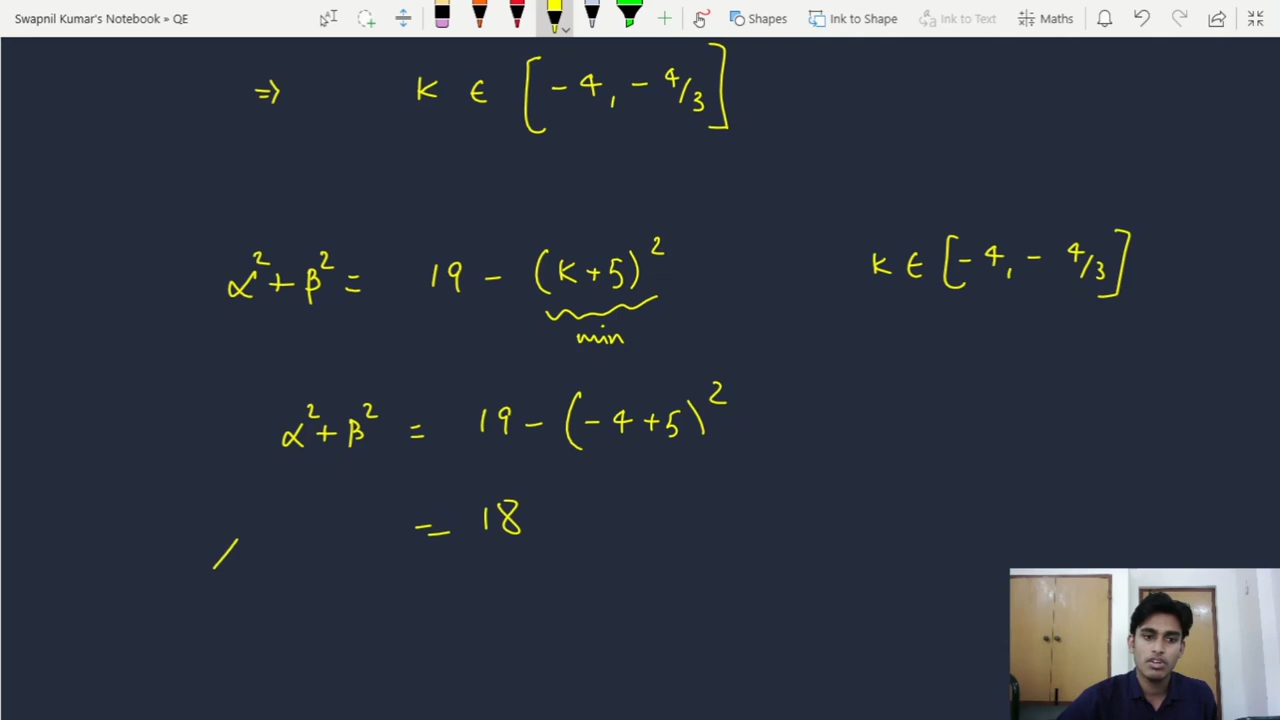 Swapnil Kumar's Notebook » QE
Shapes
Ink to Shape
Ink to Text
Maths
⇒ K ∈ [-4, -4/3]
α² + β² = 19 - (K+5)² K ∈ [-4, -4/3]
min
α² + β² = 19 - (-4+5)²
= 18